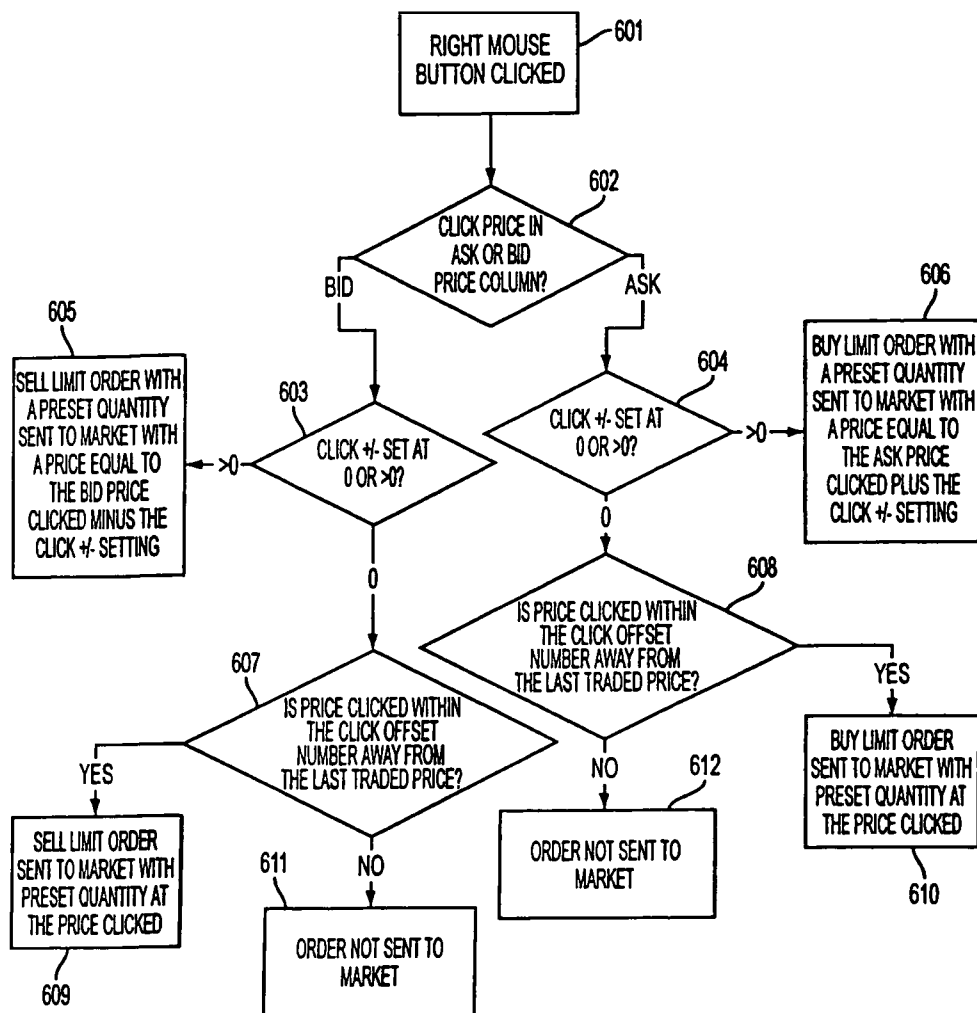 601
RIGHT MOUSE
BUTTON CLICKED
602
CLICK PRICE IN
ASK OR BID
PRICE COLUMN?
BID
ASK
605
SELL LIMIT ORDER WITH
A PRESET QUANTITY
SENT TO MARKET WITH
A PRICE EQUAL TO
THE BID PRICE
CLICKED MINUS THE
CLICK +/- SETTING
603
CLICK +/- SET AT
0 OR >0?
>0
0
604
CLICK +/- SET AT
0 OR >0?
>0
0
606
BUY LIMIT ORDER WITH
A PRESET QUANTITY
SENT TO MARKET WITH
A PRICE EQUAL TO
THE ASK PRICE
CLICKED PLUS THE
CLICK +/- SETTING
607
IS PRICE CLICKED WITHIN
THE CLICK OFFSET
NUMBER AWAY FROM
THE LAST TRADED PRICE?
YES
NO
608
IS PRICE CLICKED WITHIN
THE CLICK OFFSET
NUMBER AWAY FROM
THE LAST TRADED PRICE?
YES
NO
SELL LIMIT ORDER
SENT TO MARKET WITH
PRESET QUANTITY AT
THE PRICE CLICKED
609
611
ORDER NOT SENT TO
MARKET
612
ORDER NOT SENT TO
MARKET
BUY LIMIT ORDER
SENT TO MARKET WITH
PRESET QUANTITY AT
THE PRICE CLICKED
610